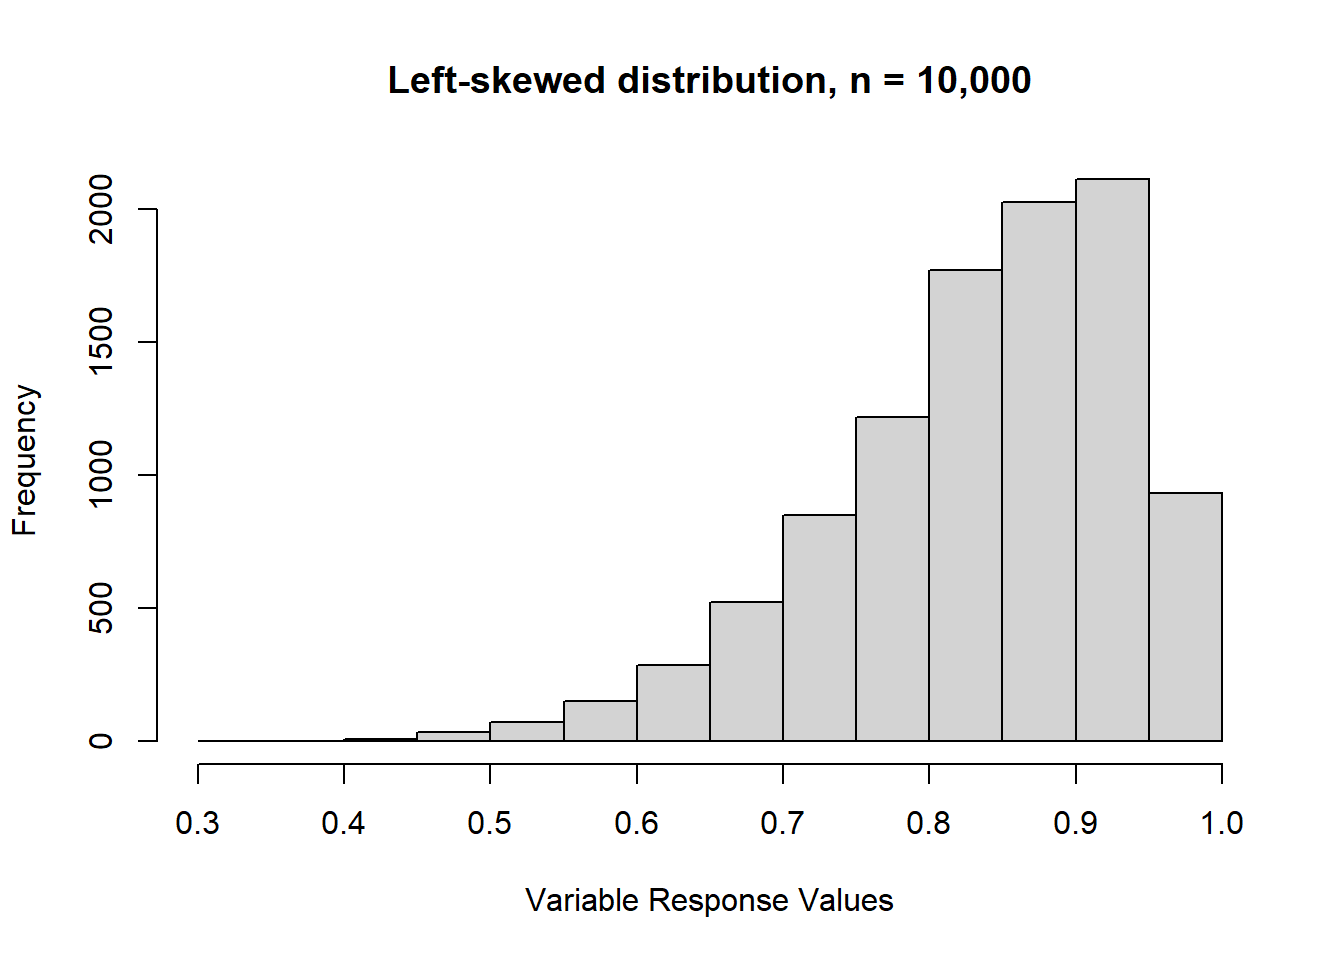 Left-skewed distribution, n = 10,000
Frequency
2000
1500
1000
500
0
0.3 0.4 0.5 0.6 0.7 0.8 0.9 1.0
Variable Response Values